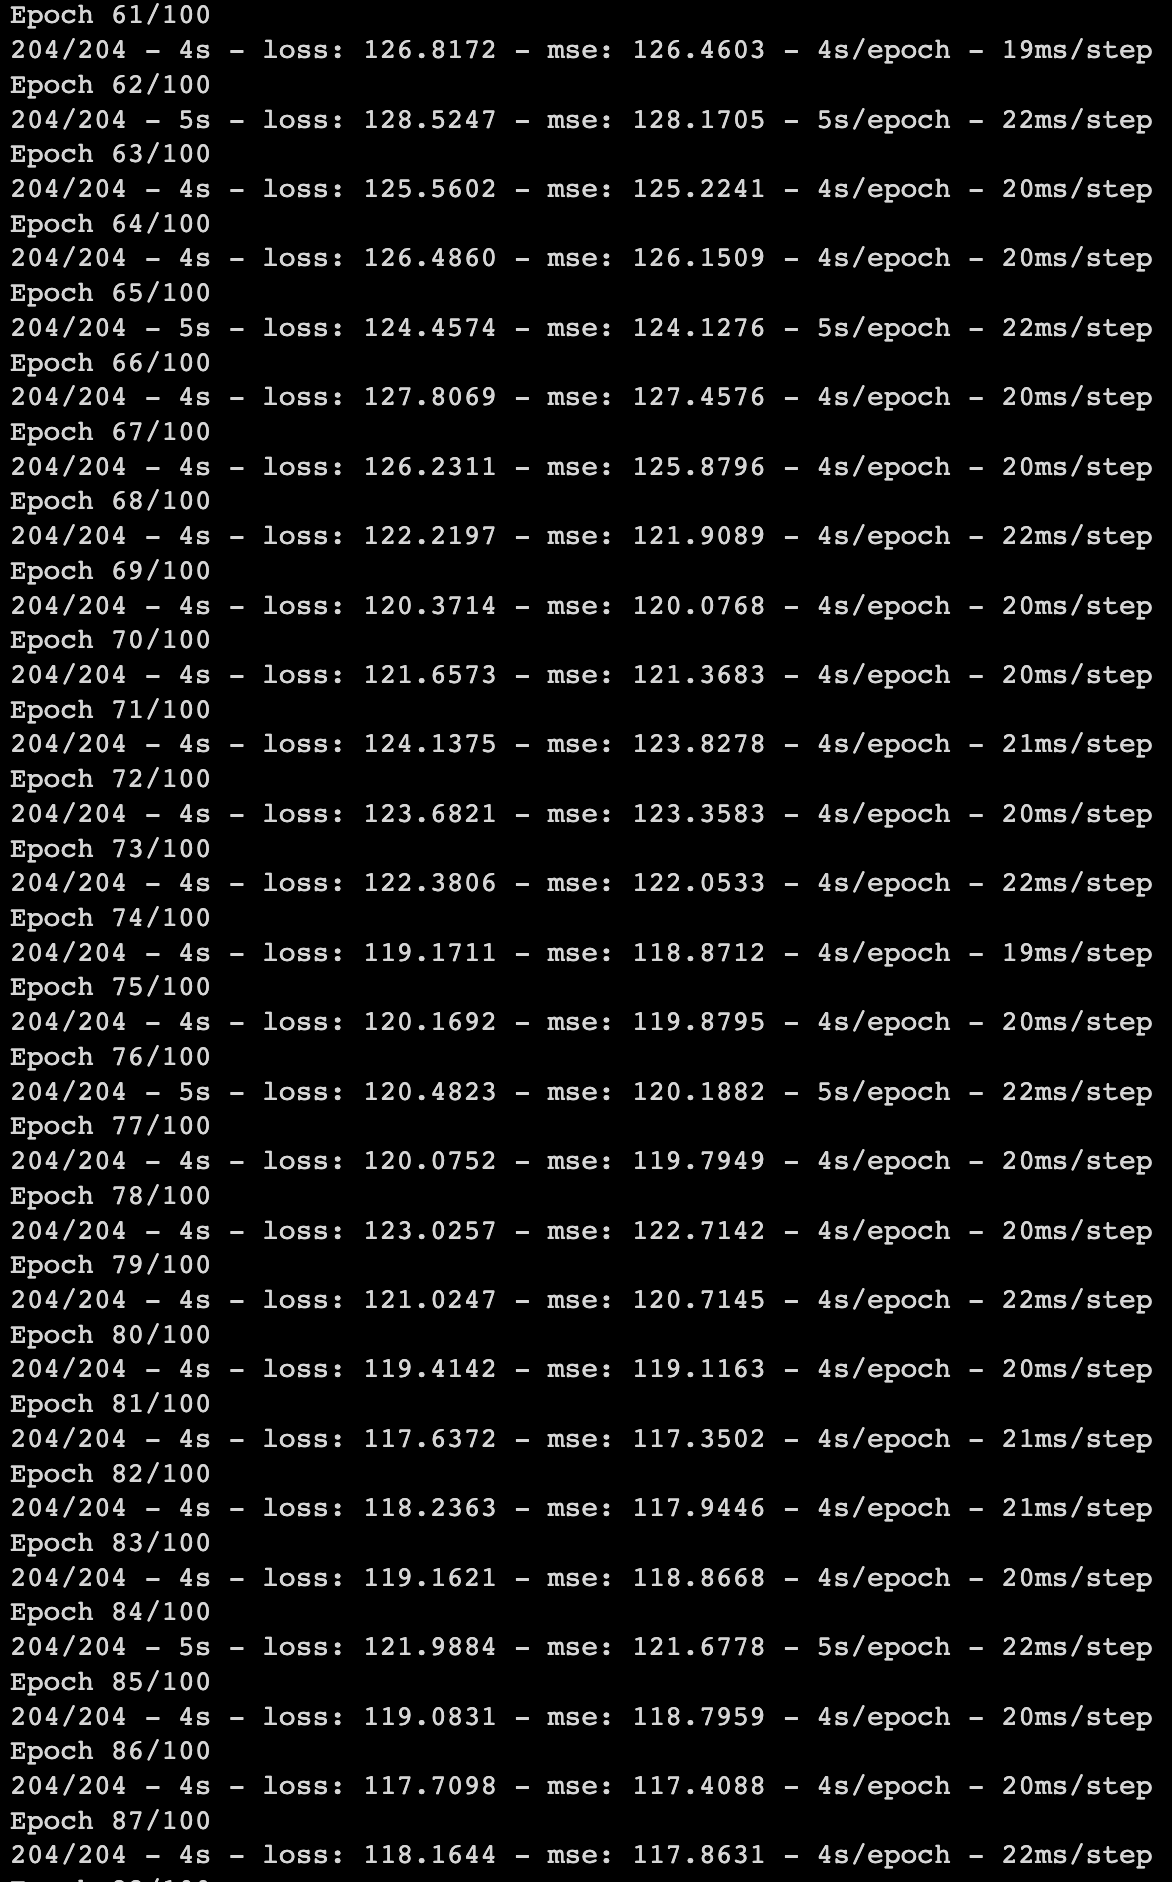 Epoch 61/100
204/204 - 4s - loss: 126.8172 - mse: 126.4603 - 4s/epoch - 19ms/step
Epoch 62/100
204/204 - 5s - loss: 128.5247 - mse: 128.1705 - 5s/epoch - 22ms/step
Epoch 63/100
204/204 - 4s - loss: 125.5602 - mse: 125.2241 - 4s/epoch - 20ms/step
Epoch 64/100
204/204 - 4s - loss: 126.4860 - mse: 126.1509 - 4s/epoch - 20ms/step
Epoch 65/100
204/204 - 5s - loss: 124.4574 - mse: 124.1276 - 5s/epoch - 22ms/step
Epoch 66/100
204/204 - 4s - loss: 127.8069 - mse: 127.4576 - 4s/epoch - 20ms/step
Epoch 67/100
204/204 - 4s - loss: 126.2311 - mse: 125.8796 - 4s/epoch - 20ms/step
Epoch 68/100
204/204 - 4s - loss: 122.2197 - mse: 121.9089 - 4s/epoch - 22ms/step
Epoch 69/100
204/204 - 4s - loss: 120.3714 - mse: 120.0768 - 4s/epoch - 20ms/step
Epoch 70/100
204/204 - 4s - loss: 121.6573 - mse: 121.3683 - 4s/epoch - 20ms/step
Epoch 71/100
204/204 - 4s - loss: 124.1375 - mse: 123.8278 - 4s/epoch - 21ms/step
Epoch 72/100
204/204 - 4s - loss: 123.6821 - mse: 123.3583 - 4s/epoch - 20ms/step
Epoch 73/100
204/204 - 4s - loss: 122.3806 - mse: 122.0533 - 4s/epoch - 22ms/step
Epoch 74/100
204/204 - 4s - loss: 119.1711 - mse: 118.8712 - 4s/epoch - 19ms/step
Epoch 75/100
204/204 - 4s - loss: 120.1692 - mse: 119.8795 - 4s/epoch - 20ms/step
Epoch 76/100
204/204 - 5s - loss: 120.4823 - mse: 120.1882 - 5s/epoch - 22ms/step
Epoch 77/100
204/204 - 4s - loss: 120.0752 - mse: 119.7949 - 4s/epoch - 20ms/step
Epoch 78/100
204/204 - 4s - loss: 123.0257 - mse: 122.7142 - 4s/epoch - 20ms/step
Epoch 79/100
204/204 - 4s - loss: 121.0247 - mse: 120.7145 - 4s/epoch - 22ms/step
Epoch 80/100
204/204 - 4s - loss: 119.4142 - mse: 119.1163 - 4s/epoch - 20ms/step
Epoch 81/100
204/204 - 4s - loss: 117.6372 - mse: 117.3502 - 4s/epoch - 21ms/step
Epoch 82/100
204/204 - 4s - loss: 118.2363 - mse: 117.9446 - 4s/epoch - 21ms/step
Epoch 83/100
204/204 - 4s - loss: 119.1621 - mse: 118.8668 - 4s/epoch - 20ms/step
Epoch 84/100
204/204 - 5s - loss: 121.9884 - mse: 121.6778 - 5s/epoch - 22ms/step
Epoch 85/100
204/204 - 4s - loss: 119.0831 - mse: 118.7959 - 4s/epoch - 20ms/step
Epoch 86/100
204/204 - 4s - loss: 117.7098 - mse: 117.4088 - 4s/epoch - 20ms/step
Epoch 87/100
204/204 - 4s - loss: 118.1644 - mse: 117.8631 - 4s/epoch - 22ms/step